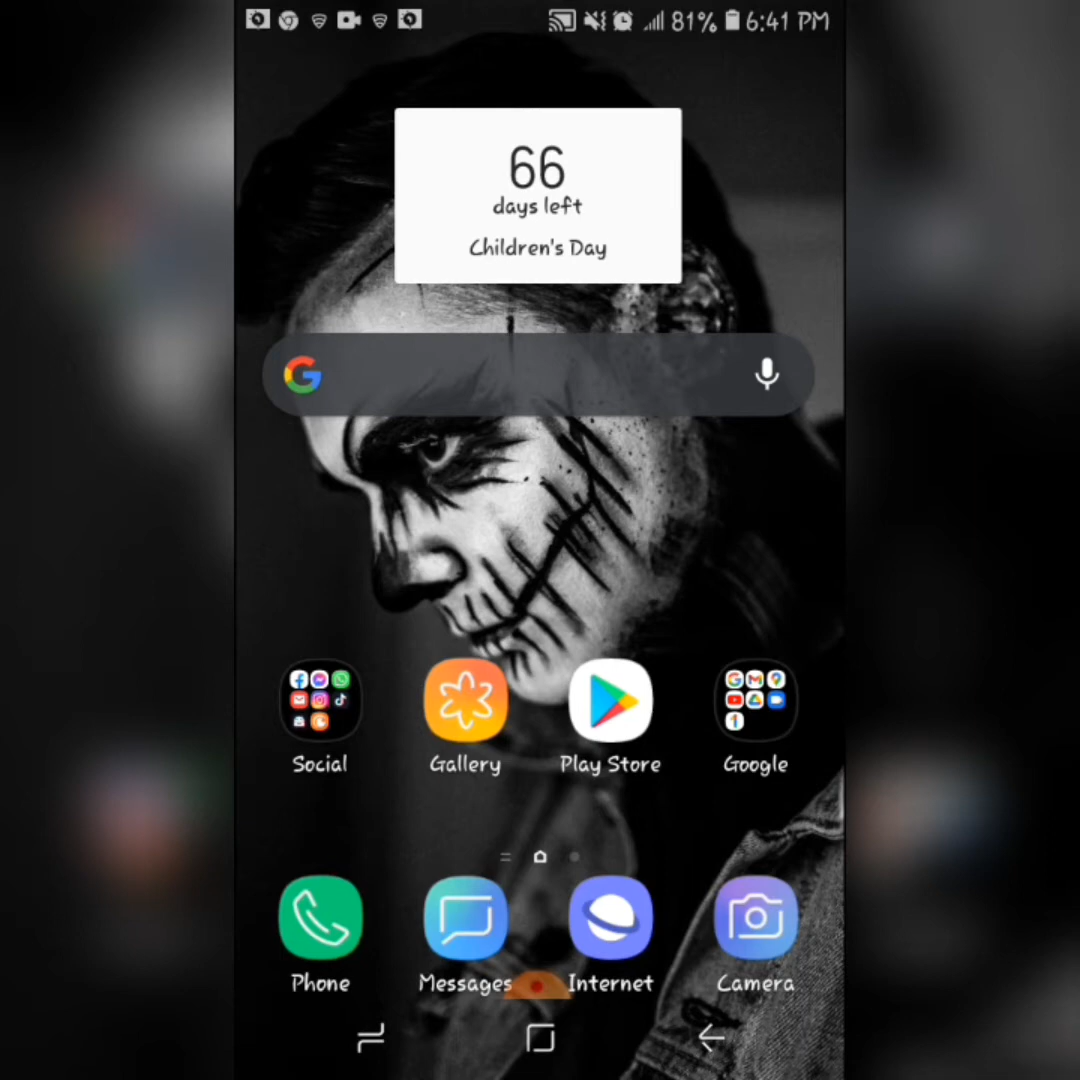 81% 6:41 PM
66
days left
Children's Day
Social Gallery Play Store Google
Phone Messages Internet Camera